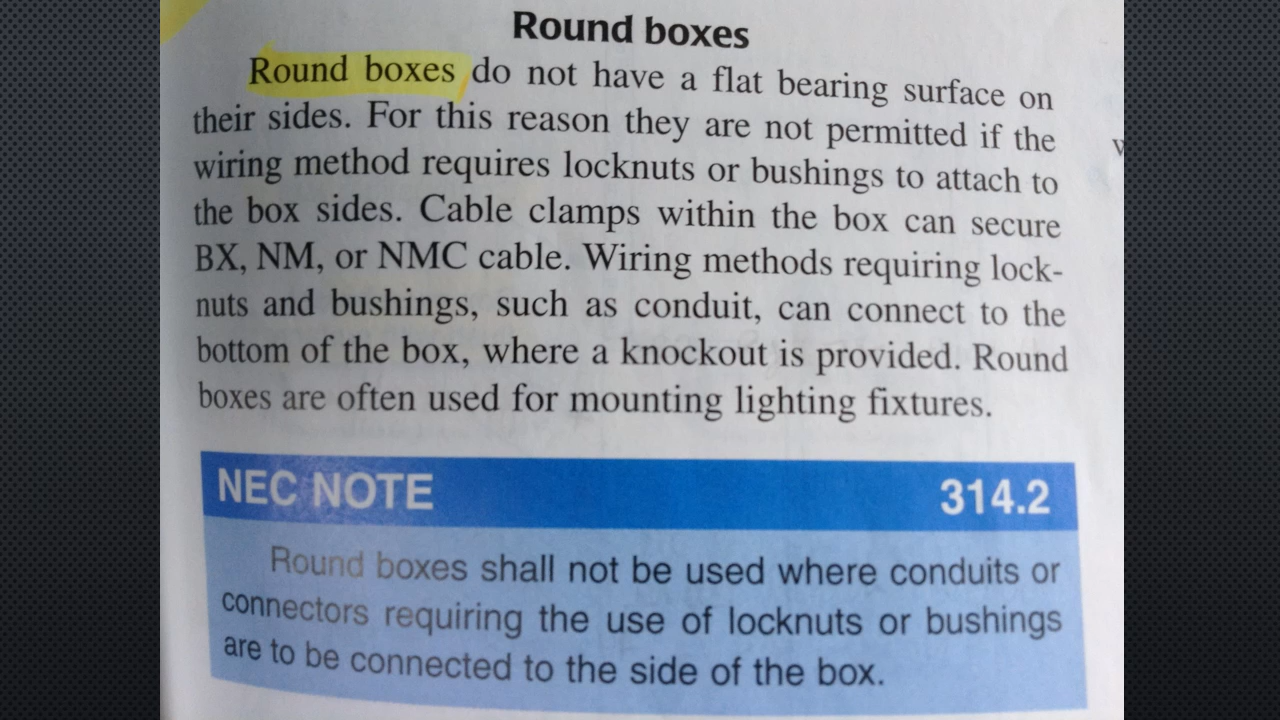 Round boxes
Round boxes do not have a flat bearing surface on
their sides. For this reason they are not permitted if the
wiring method requires locknuts or bushings to attach to
the box sides. Cable clamps within the box can secure
BX, NM, or NMC cable. Wiring methods requiring lock-
nuts and bushings, such as conduit, can connect to the
bottom of the box, where a knockout is provided. Round
boxes are often used for mounting lighting fixtures.
NEC NOTE 314.2
Round boxes shall not be used where conduits or
connectors requiring the use of locknuts or bushings
are to be connected to the side of the box.